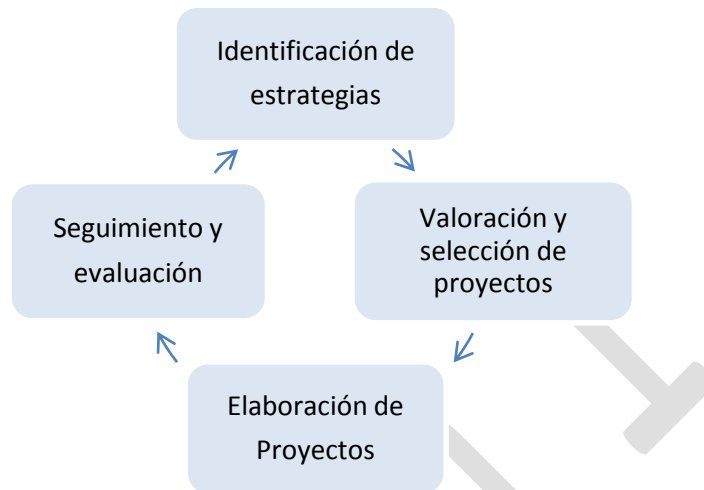 Identificación de
estrategias
Valoración y
selección de
proyectos
Seguimiento y
evaluación
Elaboración de
Proyectos